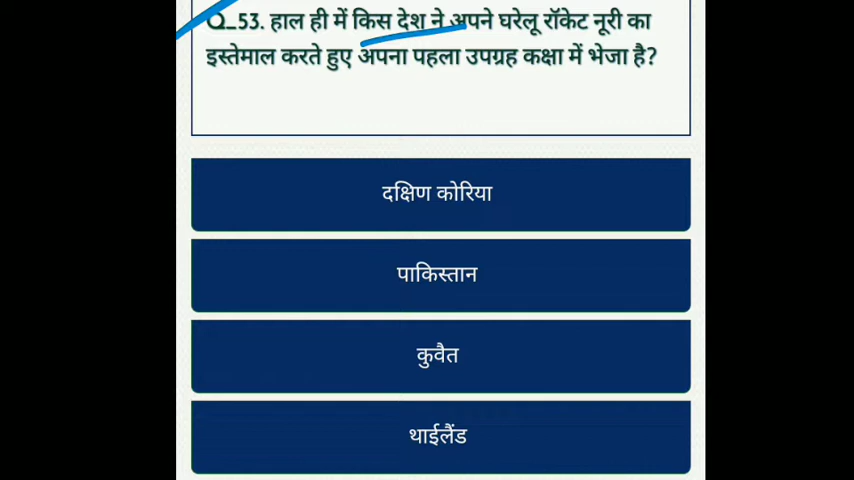 Q_53. हाल ही में किस देश ने अपने घरेलू रॉकेट नूरी का
इस्तेमाल करते हुए अपना पहला उपग्रह कक्षा में भेजा है?
दक्षिण कोरिया
पाकिस्तान
कुवैत
थाईलैंड